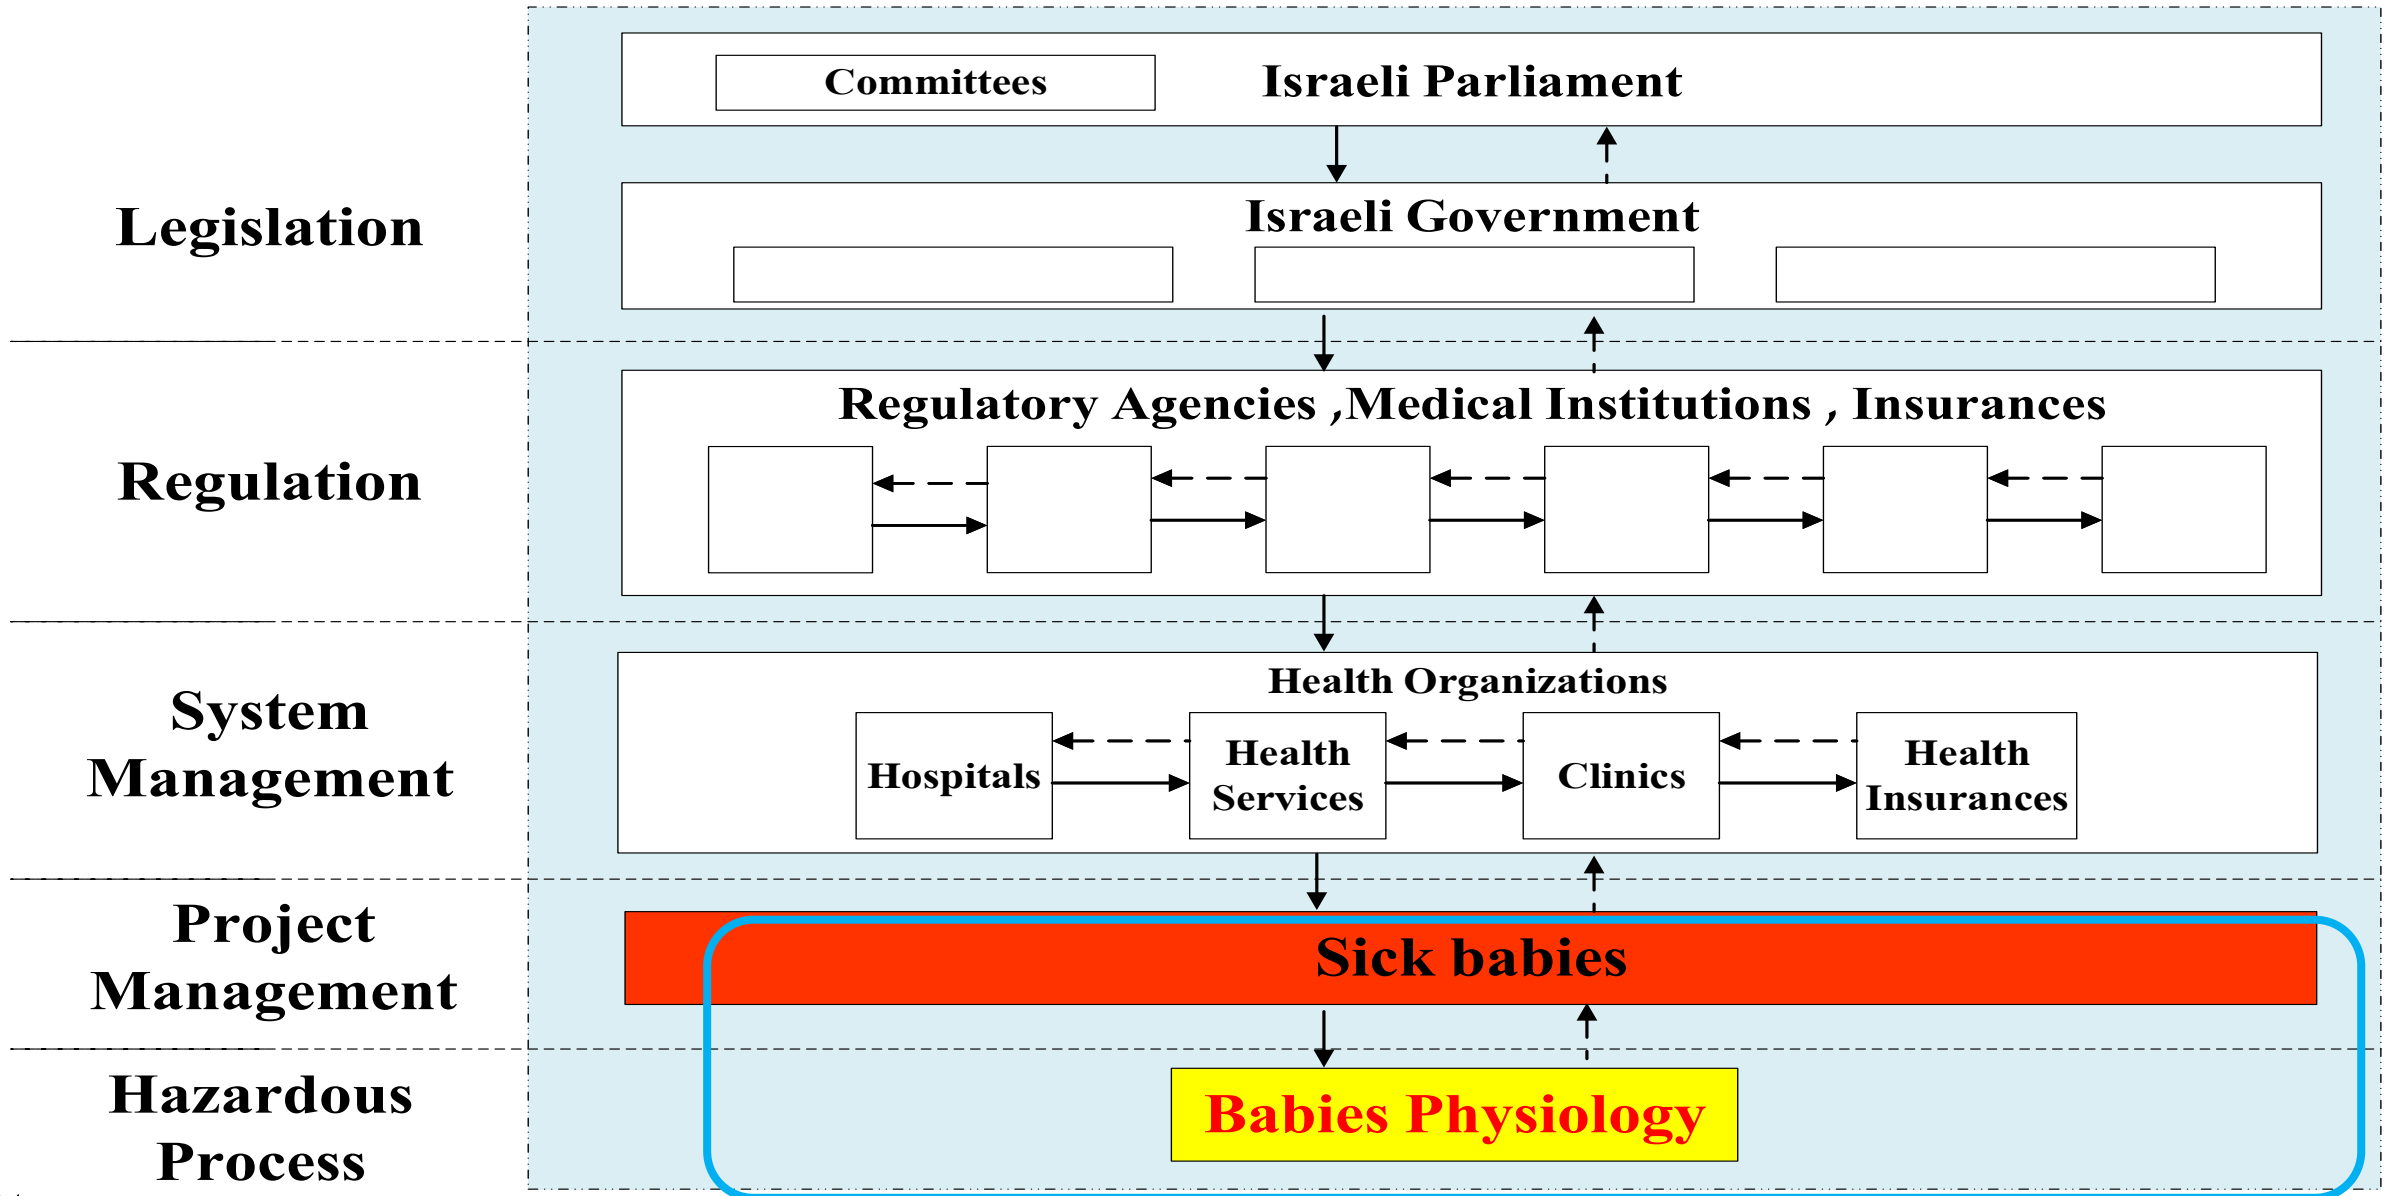 Committees
Israeli Parliament
Legislation
Israeli Government
Regulation
Regulatory Agencies ,Medical Institutions , Insurances
System
Management
Health Organizations
Hospitals
Health
Services
Clinics
Health
Insurances
Project
Management
Sick babies
Hazardous
Process
Babies Physiology